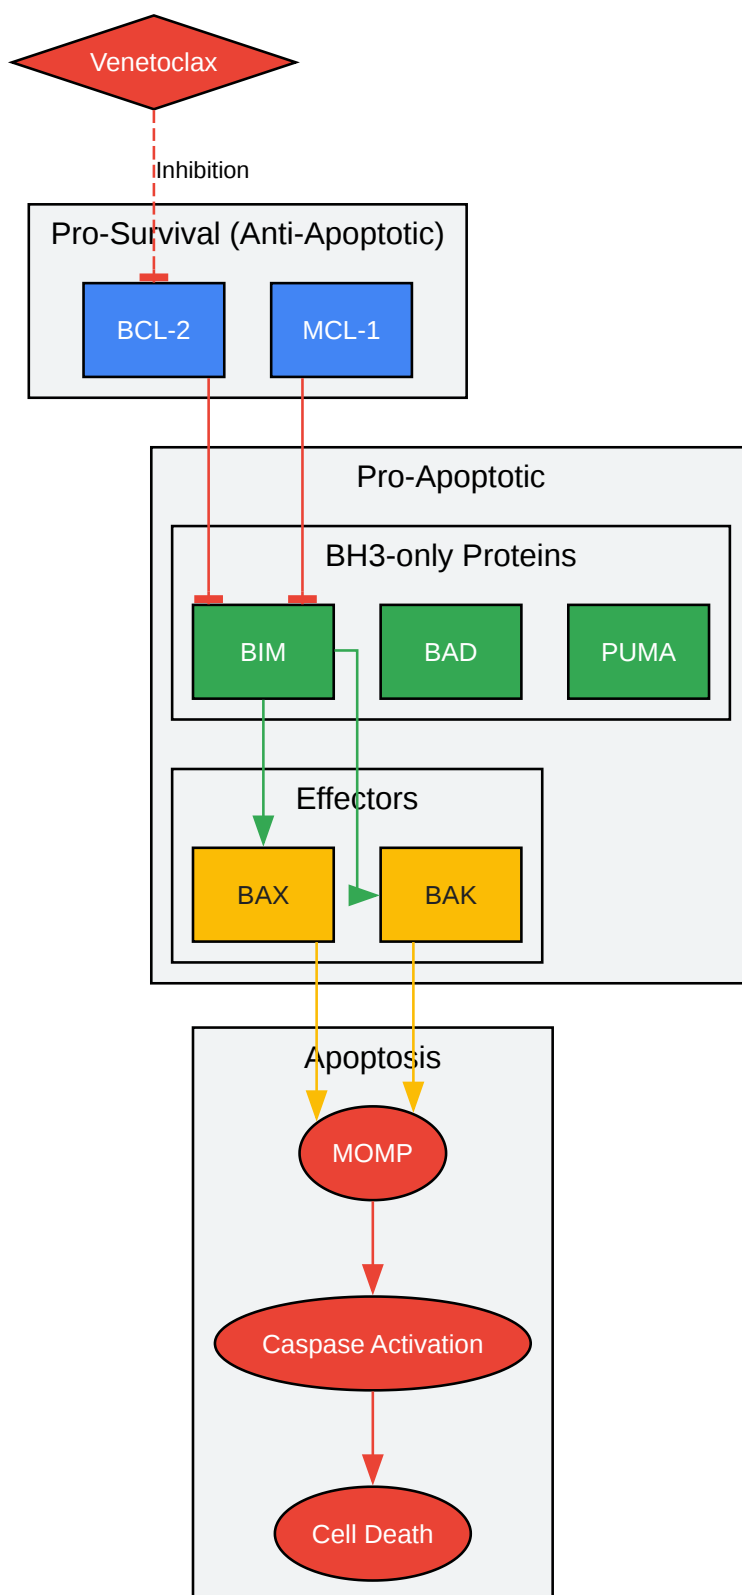 Venetoclax
Inhibition
Pro-Survival (Anti-Apoptotic)
BCL-2
MCL-1
Pro-Apoptotic
BH3-only Proteins
BIM
BAD
PUMA
Effectors
BAX
BAK
Apoptosis
MOMP
Caspase Activation
Cell Death